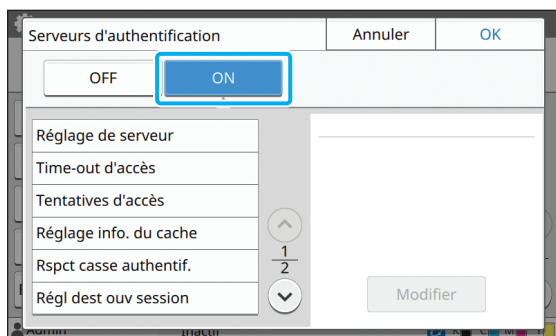 Serveurs d'authentification Annuler OK
OFF ON
Réglage de serveur
Time-out d'accès
Tentatives d'accès
Réglage info. du cache
Rspct casse authentif.
Régl dest ouv session
1
2
Modifier
Admin Inactif